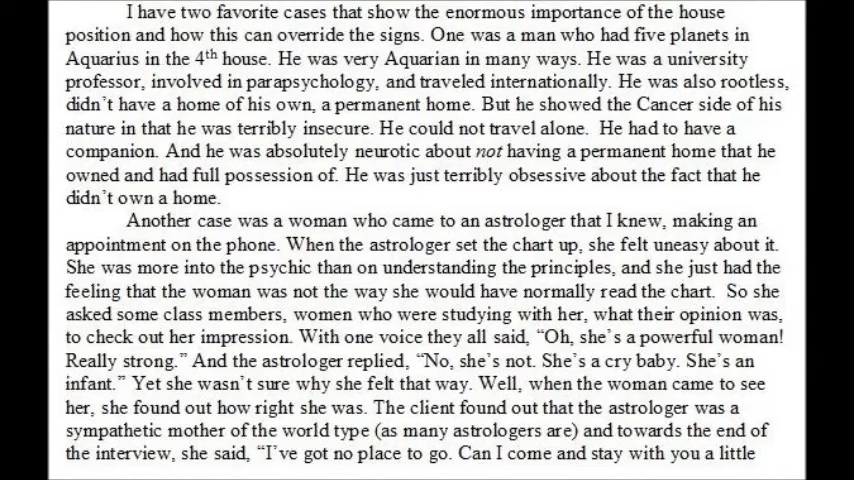 I have two favorite cases that show the enormous importance of the house
position and how this can override the signs. One was a man who had five planets in
Aquarius in the 4th house. He was very Aquarian in many ways. He was a university
professor, involved in parapsychology, and traveled internationally. He was also rootless,
didn't have a home of his own, a permanent home. But he showed the Cancer side of his
nature in that he was terribly insecure. He could not travel alone. He had to have a
companion. And he was absolutely neurotic about not having a permanent home that he
owned and had full possession of. He was just terribly obsessive about the fact that he
didn't own a home.
Another case was a woman who came to an astrologer that I knew, making an
appointment on the phone. When the astrologer set the chart up, she felt uneasy about it.
She was more into the psychic than on understanding the principles, and she just had the
feeling that the woman was not the way she would have normally read the chart. So she
asked some class members, women who were studying with her, what their opinion was,
to check out her impression. With one voice they all said, “Oh, she's a powerful woman!
Really strong.” And the astrologer replied, “No, she's not. She's a cry baby. She's an
infant.” Yet she wasn't sure why she felt that way. Well, when the woman came to see
her, she found out how right she was. The client found out that the astrologer was a
sympathetic mother of the world type (as many astrologers are) and towards the end of
the interview, she said, “I've got no place to go. Can I come and stay with you a little